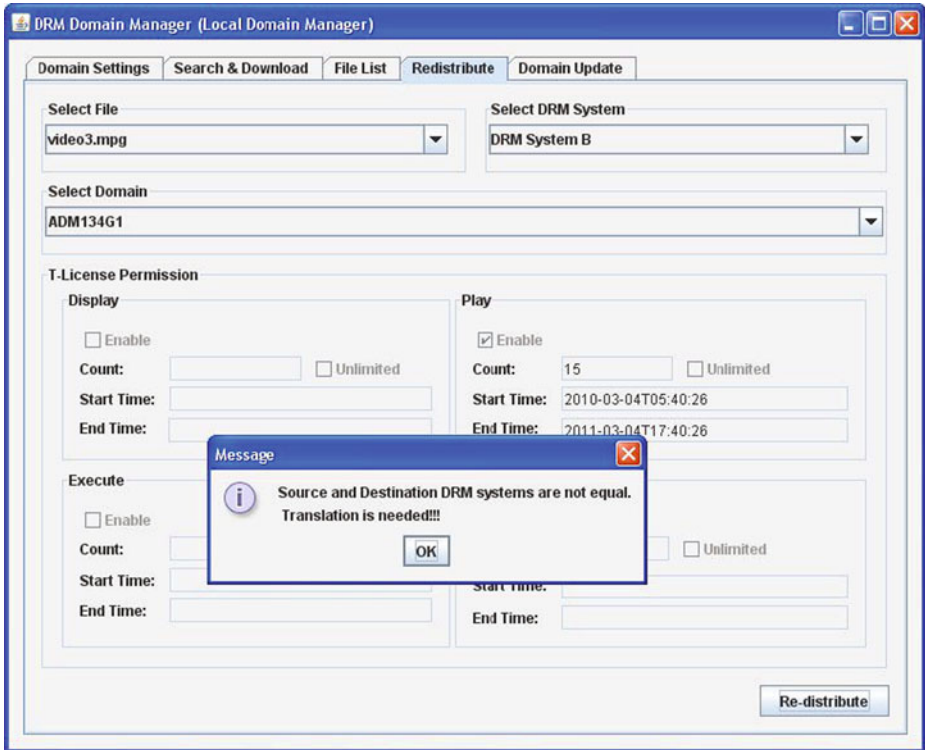 DRM Domain Manager (Local Domain Manager)
Domain Settings Search & Download File List Redistribute Domain Update
Select File Select DRM System
video3.mpg DRM System B
Select Domain
ADM134G1
T-License Permission
Display Play
Enable Enable
Count: Unlimited Count: 15 Unlimited
Start Time: Start Time: 2010-03-04T05:40:26
End Time: End Time: 2011-03-04T17:40:26
Message
Source and Destination DRM systems are not equal.
Translation is needed!!!
OK
Execute
Enable
Count: Unlimited
Start Time: Start Time:
End Time: End Time:
Re-distribute